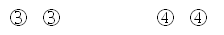 ③ ③ ④ ④